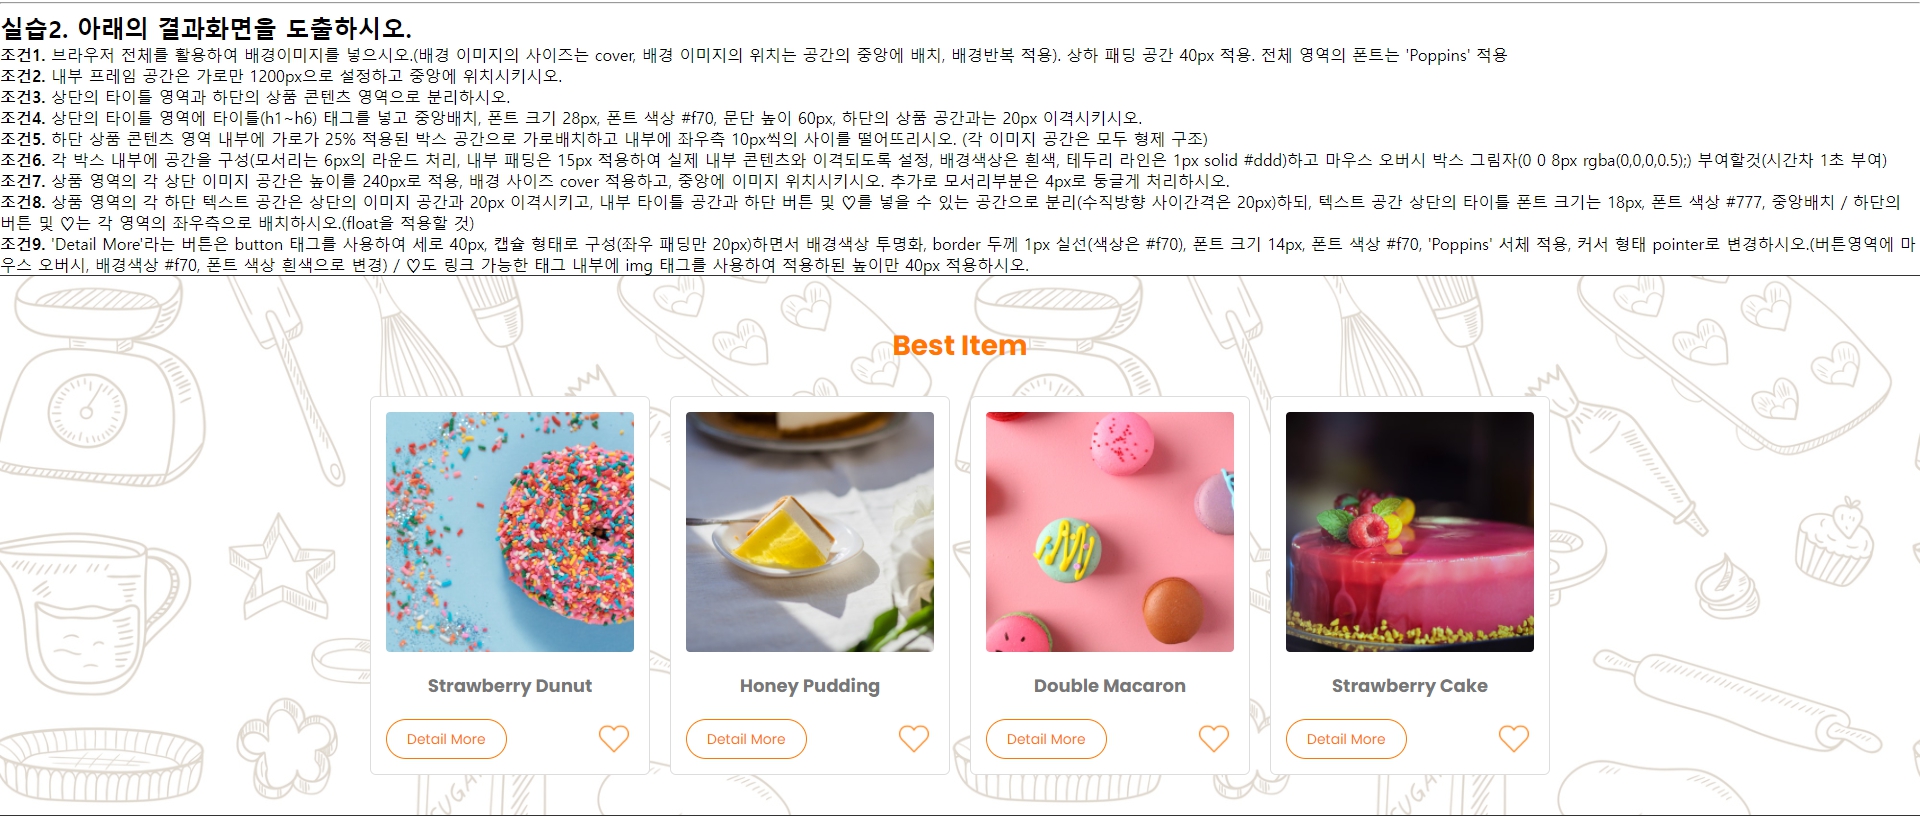 실습2. 아래의 결과화면을 도출하시오.
조건1. 브라우저 전체를 활용하여 배경이미지를 넣으시오.(배경 이미지의 사이즈는 cover, 배경 이미지의 위치는 공간의 중앙에 배치, 배경반복 적용). 상하 패딩 공간 40px 적용. 전체 영역의 폰트는 'Poppins' 적용
조건2. 내부 프레임 공간은 가로만 1200px으로 설정하고 중앙에 위치시키시오.
조건3. 상단의 타이틀 영역과 하단의 상품 콘텐츠 영역으로 분리하시오.
조건4. 상단의 타이틀 영역에 타이틀(h1~h6) 태그를 넣고 중앙배치, 폰트 크기 28px, 폰트 색상 #f70, 문단 높이 60px, 하단의 상품 공간과는 20px 이격시키시오.
조건5. 하단 상품 콘텐츠 영역 내부에 가로가 25% 적용된 박스 공간으로 가로배치하고 내부에 좌우측 10px씩의 사이를 떨어뜨리시오. (각 이미지 공간은 모두 형제 구조)
조건6. 각 박스 내부에 공간을 구성(모서리는 6px의 라운드 처리, 내부 패딩은 15px 적용하여 실제 내부 콘텐츠와 이격되도록 설정, 배경색상은 흰색, 테두리 라인은 1px solid #ddd)하고 마우스 오버시 박스 그림자(0 0 8px rgba(0,0,0,0.5);) 부여할것(시간차 1초 부여)
조건7. 상품 영역의 각 상단 이미지 공간은 높이를 240px로 적용, 배경 사이즈 cover 적용하고, 중앙에 이미지 위치시키시오. 추가로 모서리부분은 4px로 둥글게 처리하시오.
조건8. 상품 영역의 각 하단 텍스트 공간은 상단의 이미지 공간과 20px 이격시키고, 내부 타이틀 공간과 하단 버튼 및 ♡를 넣을 수 있는 공간으로 분리(수직방향 사이간격은 20px)하되, 텍스트 공간 상단의 타이틀 폰트 크기는 18px, 폰트 색상 #777, 중앙배치 / 하단의
버튼 및 ♡는 각 영역의 좌우측으로 배치하시오.(float을 적용할 것)
조건9. 'Detail More'라는 버튼은 button 태그를 사용하여 세로 40px, 캡슐 형태로 구성(좌우 패딩만 20px)하면서 배경색상 투명화, border 두께 1px 실선(색상은 #f70), 폰트 크기 14px, 폰트 색상 #f70, 'Poppins' 서체 적용, 커서 형태 pointer로 변경하시오.(버튼영역에 마
우스 오버시, 배경색상 #f70, 폰트 색상 흰색으로 변경) / ♡도 링크 가능한 태그 내부에 img 태그를 사용하여 적용하된 높이만 40px 적용하시오.
Best Item
Strawberry Dunut
Honey Pudding
Double Macaron
Strawberry Cake
Detail More
Detail More
Detail More
Detail More
SUGAR
SUGAR